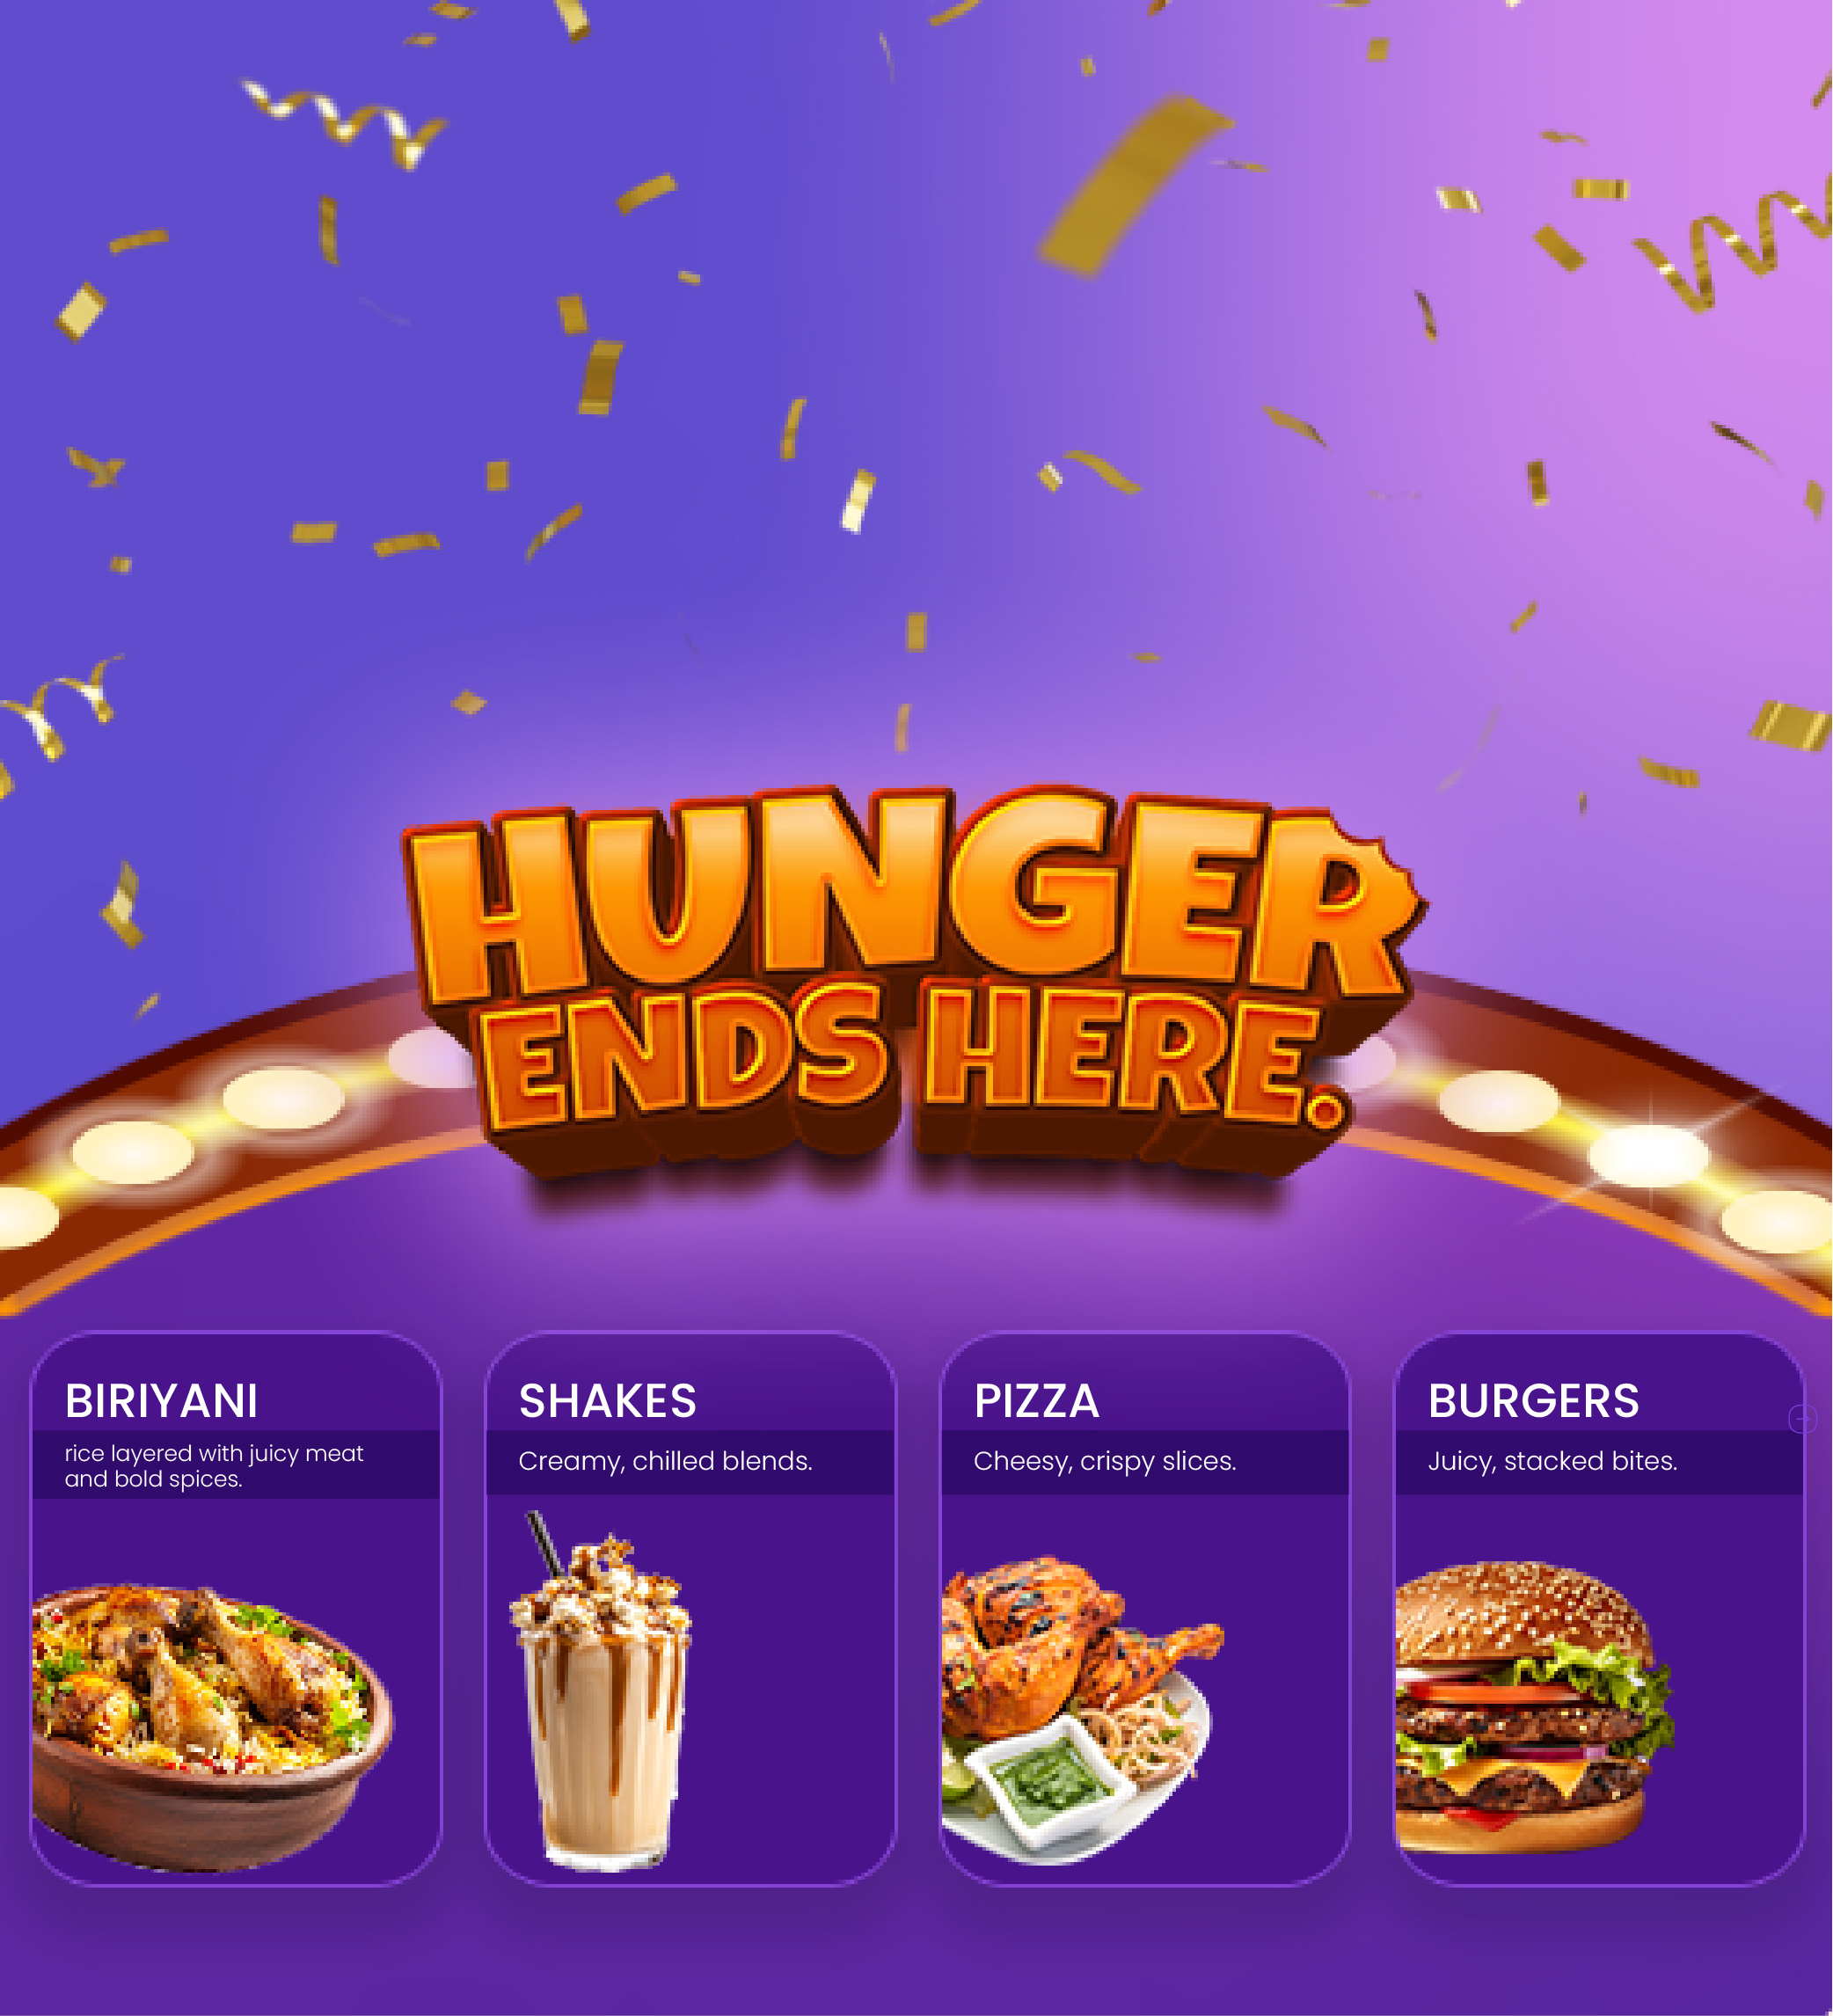 HUNGER
ENDS HERE.
BIRIYANI
rice layered with juicy meat
and bold spices.
SHAKES
Creamy, chilled blends.
PIZZA
Cheesy, crispy slices.
BURGERS
Juicy, stacked bites.